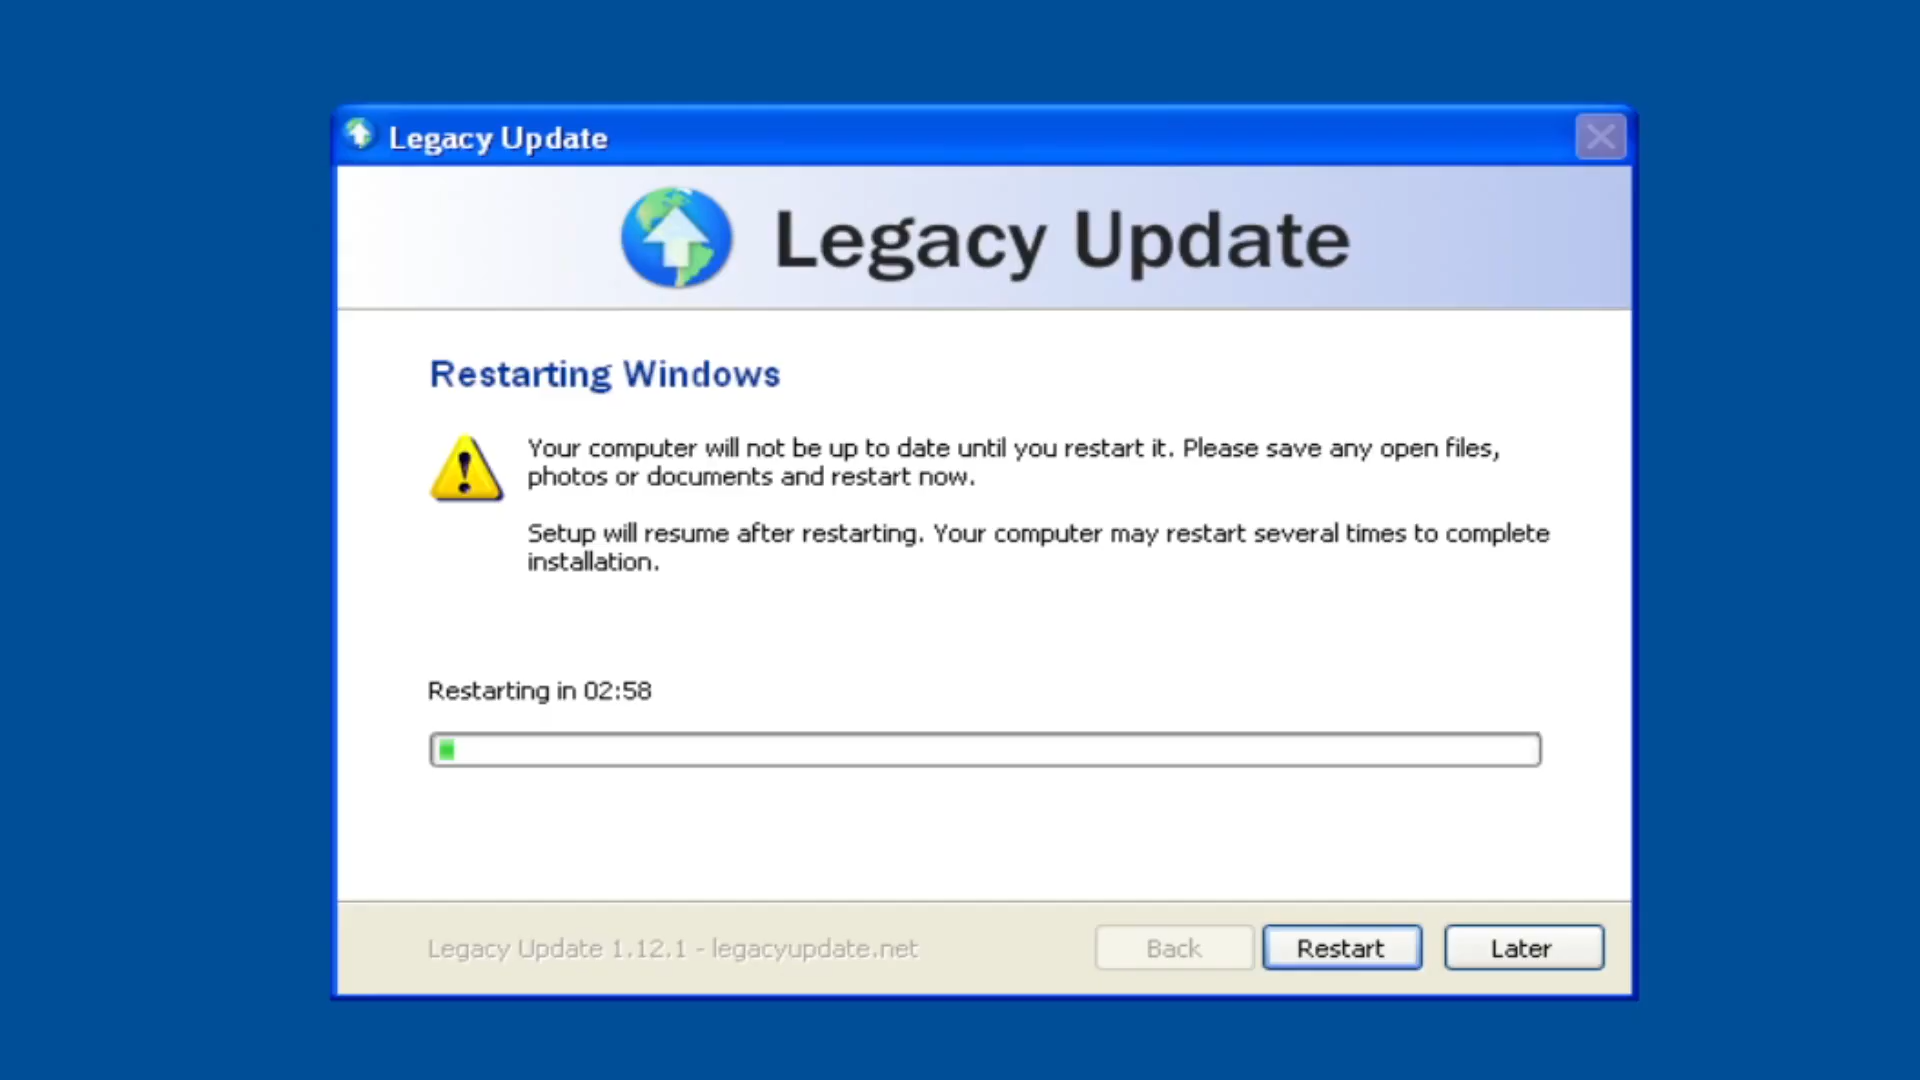 Legacy Update
Legacy Update
Restarting Windows
Your computer will not be up to date until you restart it. Please save any open files,
photos or documents and restart now.
Setup will resume after restarting. Your computer may restart several times to complete
installation.
Restarting in 02:58
Legacy Update 1.12.1 - legacyupdate.net
Back
Restart
Later